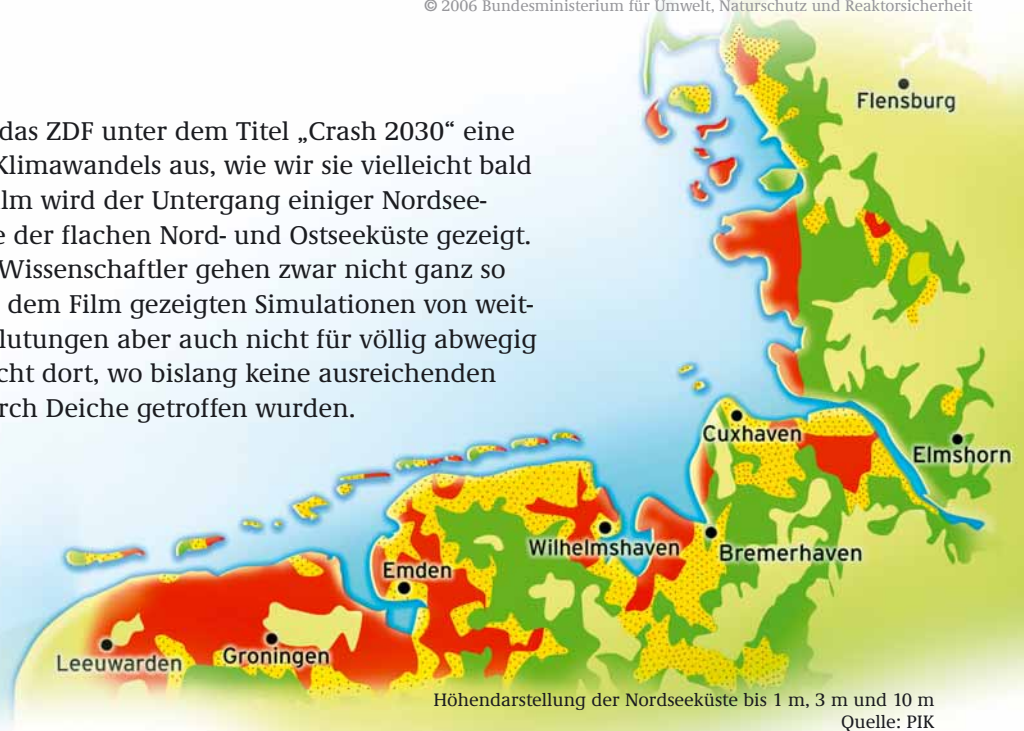 © 2006 Bundesministerium für Umwelt, Naturschutz und Reaktorsicherheit
das ZDF unter dem Titel „Crash 2030“ eine
Klimawandels aus, wie wir sie vielleicht bald
lm wird der Untergang einiger Nordsee-
e der flachen Nord- und Ostseeküste gezeigt.
Wissenschaftler gehen zwar nicht ganz so
dem Film gezeigten Simulationen von weit-
lutungen aber auch nicht für völlig abwegig
cht dort, wo bislang keine ausreichenden
rch Deiche getroffen wurden.
Flensburg
Cuxhaven
Elmshorn
Wilhelmshaven
Bremerhaven
Emden
Groningen
Leeuwarden
Höhendarstellung der Nordseeküste bis 1 m, 3 m und 10 m
Quelle: PIK